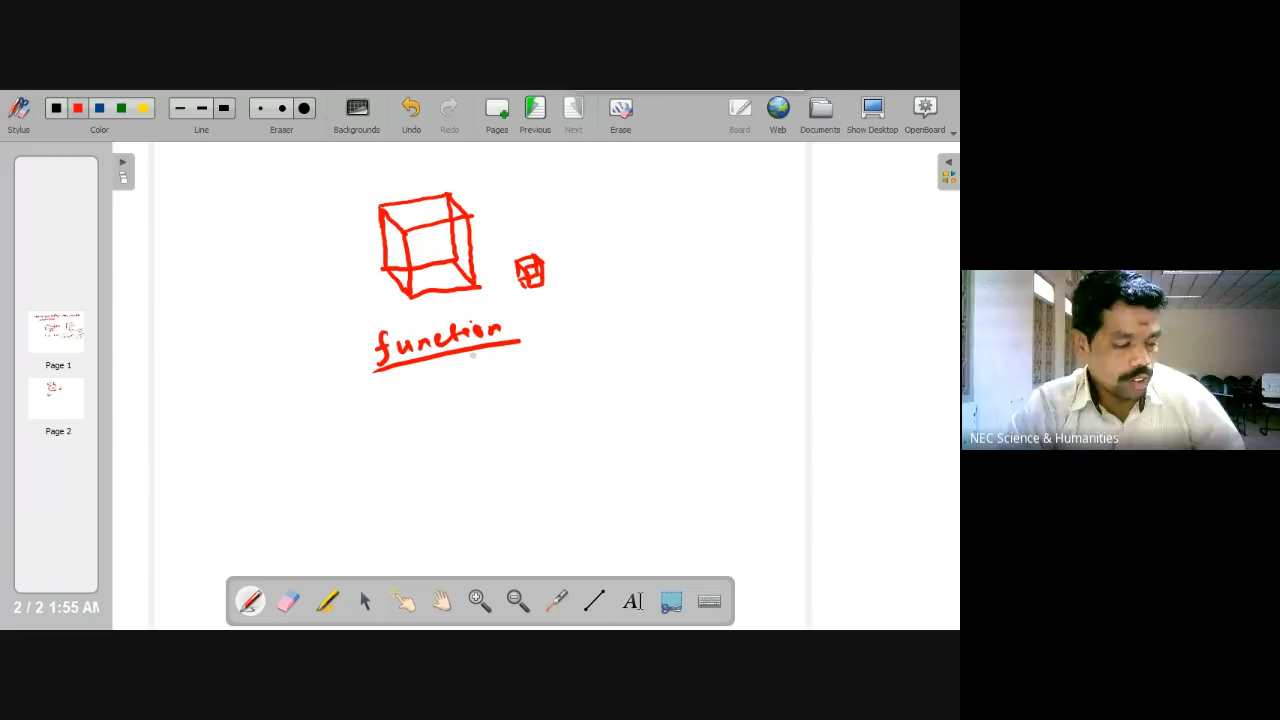 Stylus
Color
Line
Eraser
Backgrounds
Undo
Redo
Pages
Previous
Next
Erase
Board
Web
Documents
Show Desktop
OpenBoard
function
Page 1
Page 2
2 / 2 1:55 AM
A
NEC Science & Humanities